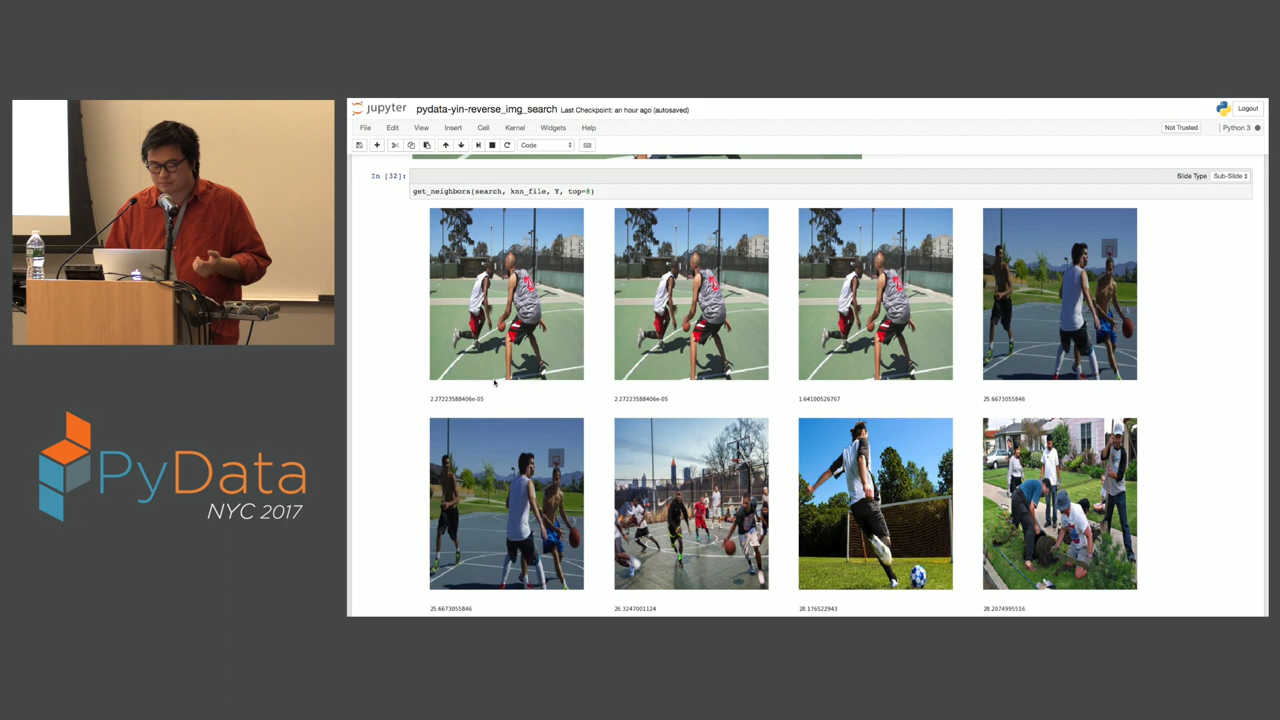 jupyter pydata-yin-reverse_img_search Last Checkpoint: an hour ago (autosaved) Logout
File Edit View Insert Cell Kernel Widgets Help Not Trusted Python 3
Code
In [32]: Slide Type Sub-Slide
get_neighbors(search, knn_file, Y, top=8)
2.27223588406e-05 2.27223588406e-05 1.64100526767 25.6673055846
25.6673055846 26.3247001124 28.176522943 28.2074995516
PyData
NYC 2017